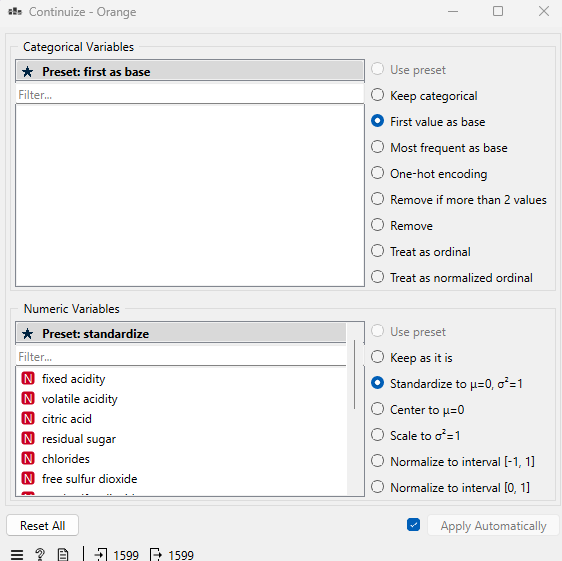 Continuize - Orange
Categorical Variables
Preset: first as base
Filter...
Use preset
Keep categorical
First value as base
Most frequent as base
One-hot encoding
Remove if more than 2 values
Remove
Treat as ordinal
Treat as normalized ordinal
Numeric Variables
Preset: standardize
Filter...
fixed acidity
volatile acidity
citric acid
residual sugar
chlorides
free sulfur dioxide
Use preset
Keep as it is
Standardize to μ=0, σ²=1
Center to μ=0
Scale to σ²=1
Normalize to interval [-1, 1]
Normalize to interval [0, 1]
Reset All
Apply Automatically
1599
1599